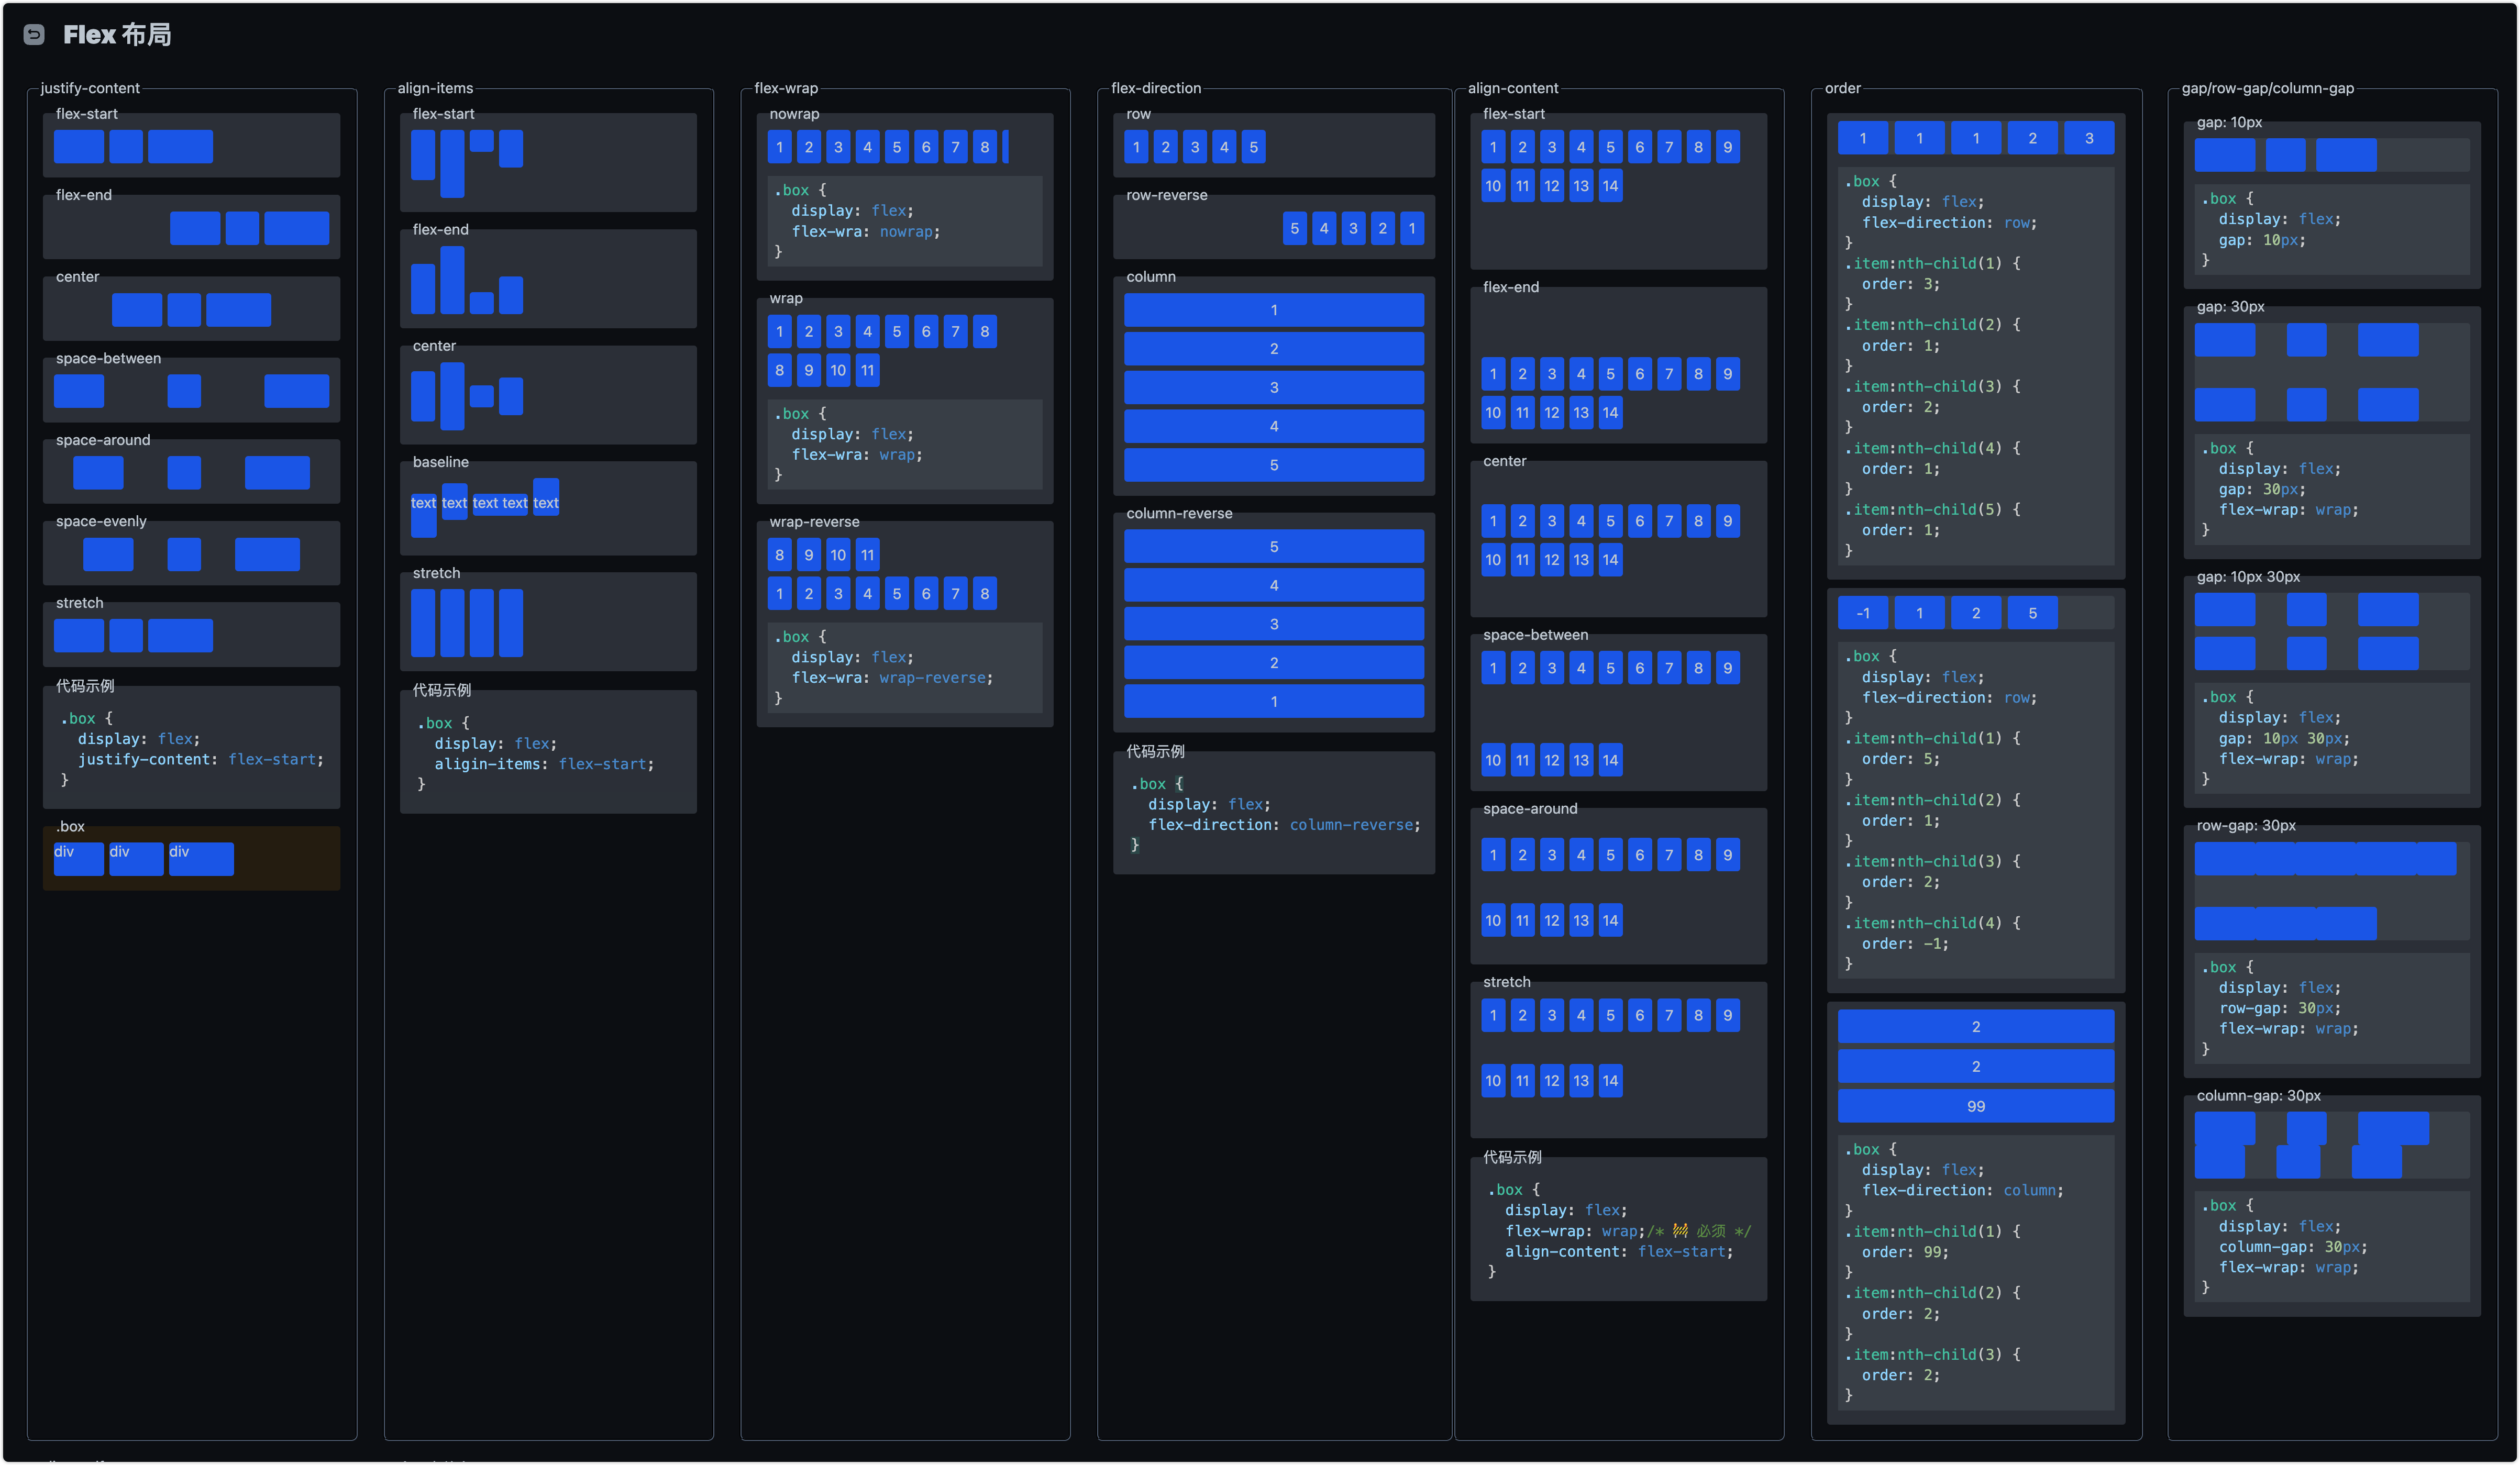 Flex 布局
justify-content
flex-start
flex-end
center
space-between
space-around
space-evenly
stretch
代码示例
.box {
display: flex;
justify-content: flex-start;
}
.box
div div div
align-items
flex-start
flex-end
center
baseline
text text text text text
stretch
代码示例
.box {
display: flex;
aligin-items: flex-start;
}
flex-wrap
nowrap
1 2 3 4 5 6 7 8
.box {
display: flex;
flex-wra: nowrap;
}
wrap
1 2 3 4 5 6 7 8
8 9 10 11
.box {
display: flex;
flex-wra: wrap;
}
wrap-reverse
8 9 10 11
1 2 3 4 5 6 7 8
.box {
display: flex;
flex-wra: wrap-reverse;
}
flex-direction
row
1 2 3 4 5
row-reverse
5 4 3 2 1
column
1
2
3
4
5
column-reverse
5
4
3
2
1
代码示例
.box {
display: flex;
flex-direction: column-reverse;
}
align-content
flex-start
1 2 3 4 5 6 7 8 9
10 11 12 13 14
flex-end
1 2 3 4 5 6 7 8 9
10 11 12 13 14
center
1 2 3 4 5 6 7 8 9
10 11 12 13 14
space-between
1 2 3 4 5 6 7 8 9
10 11 12 13 14
space-around
1 2 3 4 5 6 7 8 9
10 11 12 13 14
stretch
1 2 3 4 5 6 7 8 9
10 11 12 13 14
代码示例
.box {
display: flex;
flex-wrap: wrap;/* 🚧 必须 */
align-content: flex-start;
}
order
1 1 1 2 3
.box {
display: flex;
flex-direction: row;
}
.item:nth-child(1) {
order: 3;
}
.item:nth-child(2) {
order: 1;
}
.item:nth-child(3) {
order: 2;
}
.item:nth-child(4) {
order: 1;
}
.item:nth-child(5) {
order: 1;
}
-1 1 2 5
.box {
display: flex;
flex-direction: row;
}
.item:nth-child(1) {
order: 5;
}
.item:nth-child(2) {
order: 1;
}
.item:nth-child(3) {
order: 2;
}
.item:nth-child(4) {
order: -1;
}
2
2
99
.box {
display: flex;
flex-direction: column;
}
.item:nth-child(1) {
order: 99;
}
.item:nth-child(2) {
order: 2;
}
.item:nth-child(3) {
order: 2;
}
gap/row-gap/column-gap
gap: 10px
.box {
display: flex;
gap: 10px;
}
gap: 30px
.box {
display: flex;
gap: 30px;
flex-wrap: wrap;
}
gap: 10px 30px
.box {
display: flex;
gap: 10px 30px;
flex-wrap: wrap;
}
row-gap: 30px
.box {
display: flex;
row-gap: 30px;
flex-wrap: wrap;
}
column-gap: 30px
.box {
display: flex;
column-gap: 30px;
flex-wrap: wrap;
}